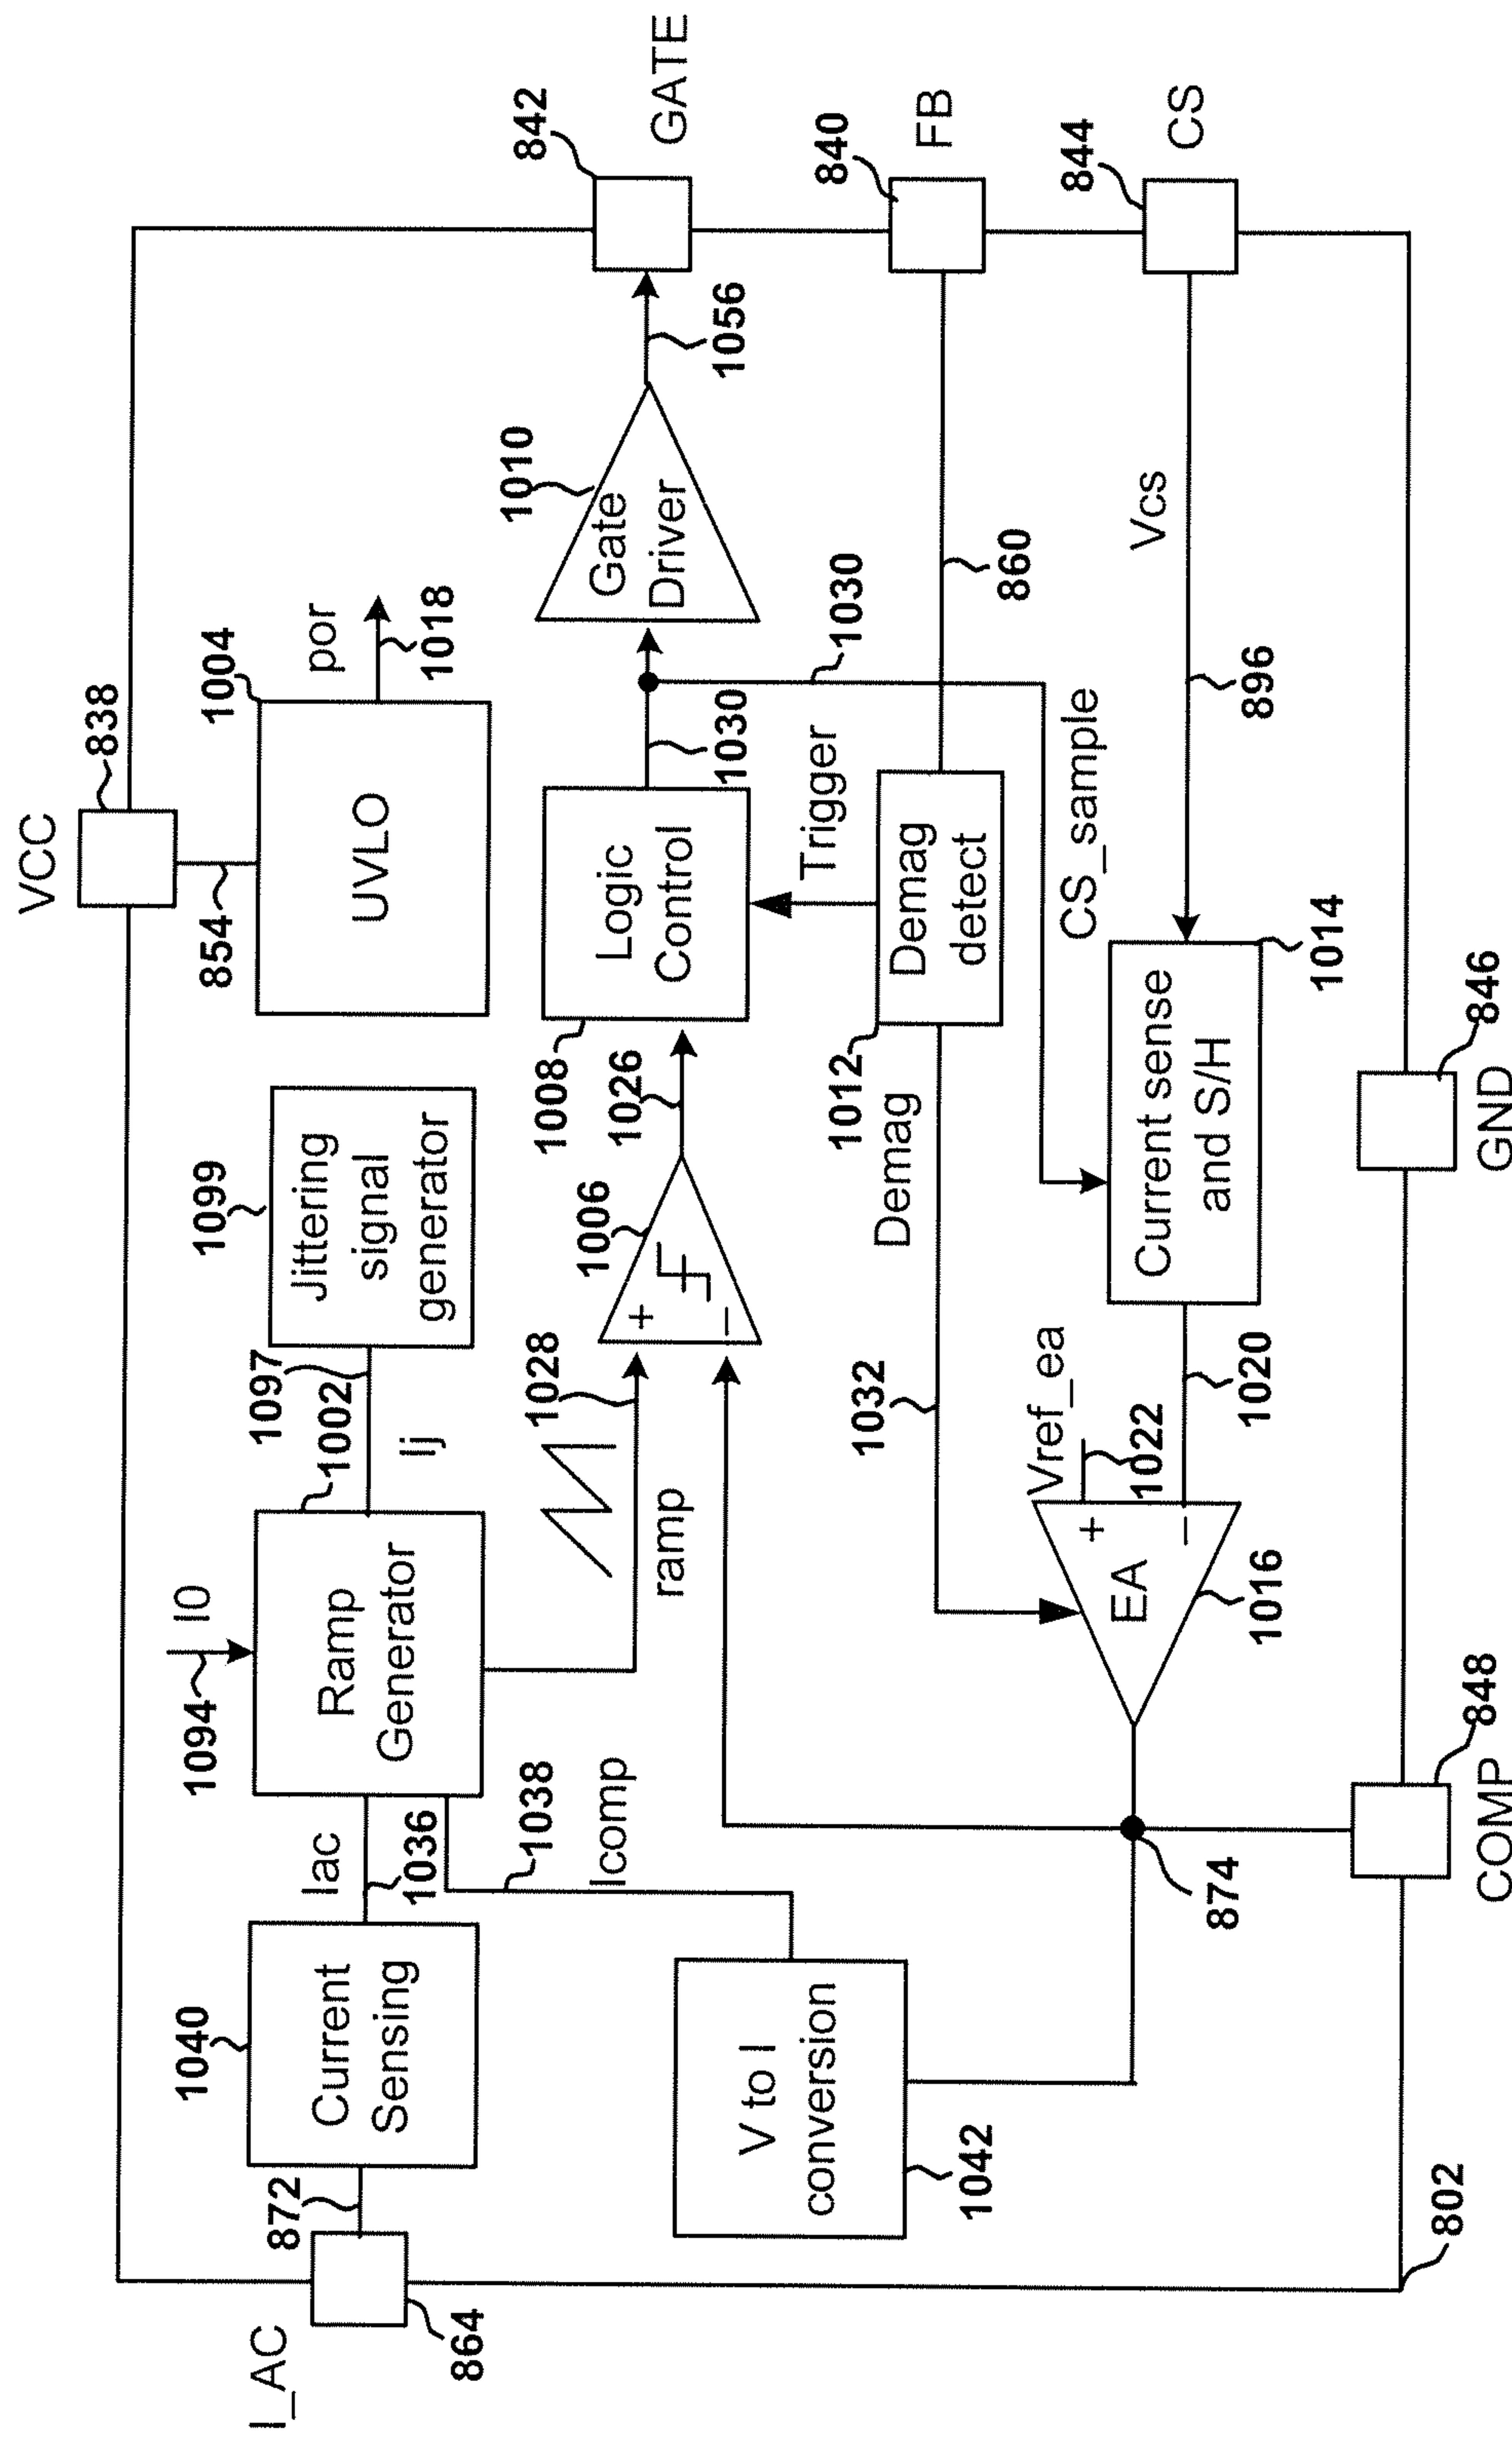 VCC
838
854
UVLO
1004
por
1018
I_AC
864
872
1040
Current
Sensing
Iac
1036
1094
I0
Ramp
Generator
1002
1097
Ij
1099
Jittering
signal
generator
1038
Icomp
ramp
1028
+
−
1006
1026
1008
Logic
Control
1030
1010
Gate
Driver
1056
842
GATE
Trigger
1030
1012
Demag
detect
Demag
1032
860
840
FB
V to I
conversion
1042
874
EA
+
−
1016
Vref_ea
1022
1020
Current sense
and S/H
1014
CS_sample
896
Vcs
844
CS
802
848
COMP
846
GND